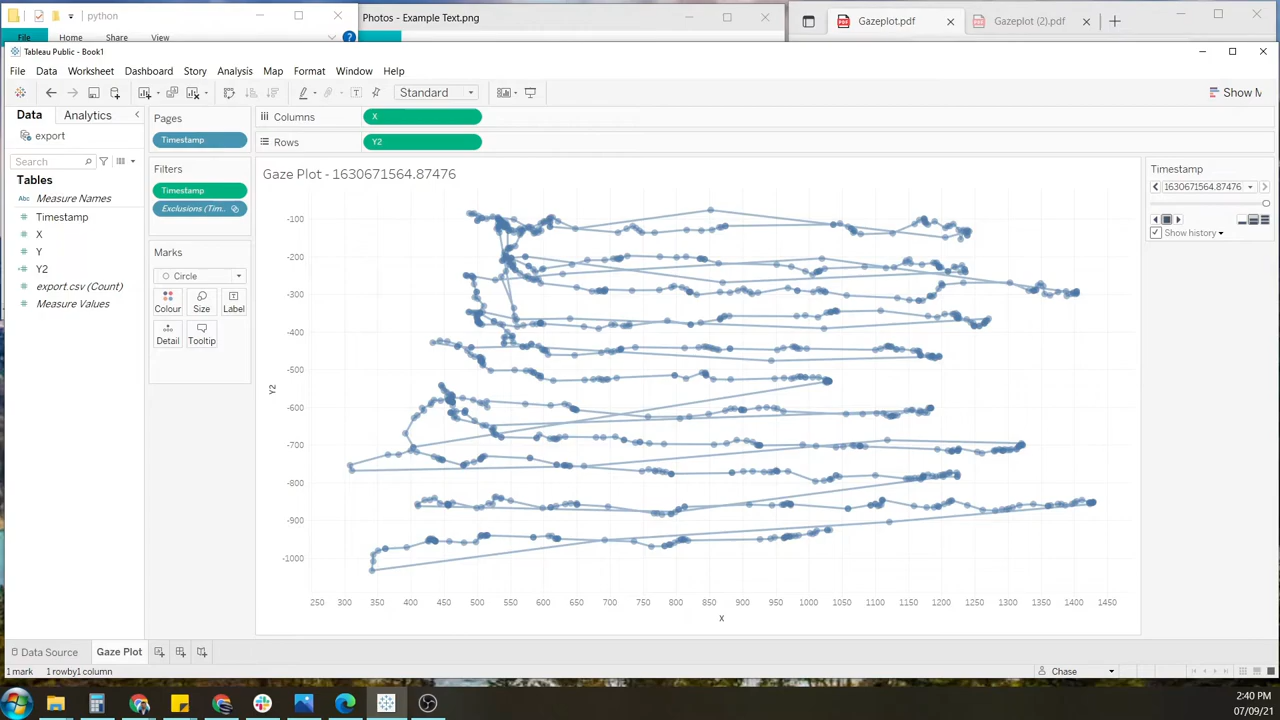 python
Photos - Example Text.png
Gazeplot.pdf
Gazeplot (2).pdf
File
Home
Share
View
Tableau Public - Book1
File Data Worksheet Dashboard Story Analysis Map Format Window Help
Standard
Show M
Data Analytics
export
Search
Tables
Abc Measure Names
Timestamp
X
Y
Y2
export.csv (Count)
Measure Values
Pages
Timestamp
Filters
Timestamp
Exclusions (Tim..
Marks
Circle
Colour Size Label
Detail Tooltip
Columns X
Rows Y2
Gaze Plot - 1630671564.87476
-100
-200
-300
-400
-500
-600
-700
-800
-900
-1000
Y2
250 300 350 400 450 500 550 600 650 700 750 800 850 900 950 1000 1050 1100 1150 1200 1250 1300 1350 1400 1450
X
Timestamp
1630671564.87476
Show history
Data Source Gaze Plot
1 mark 1 rowby1 column
Chase
2:40 PM
07/09/21